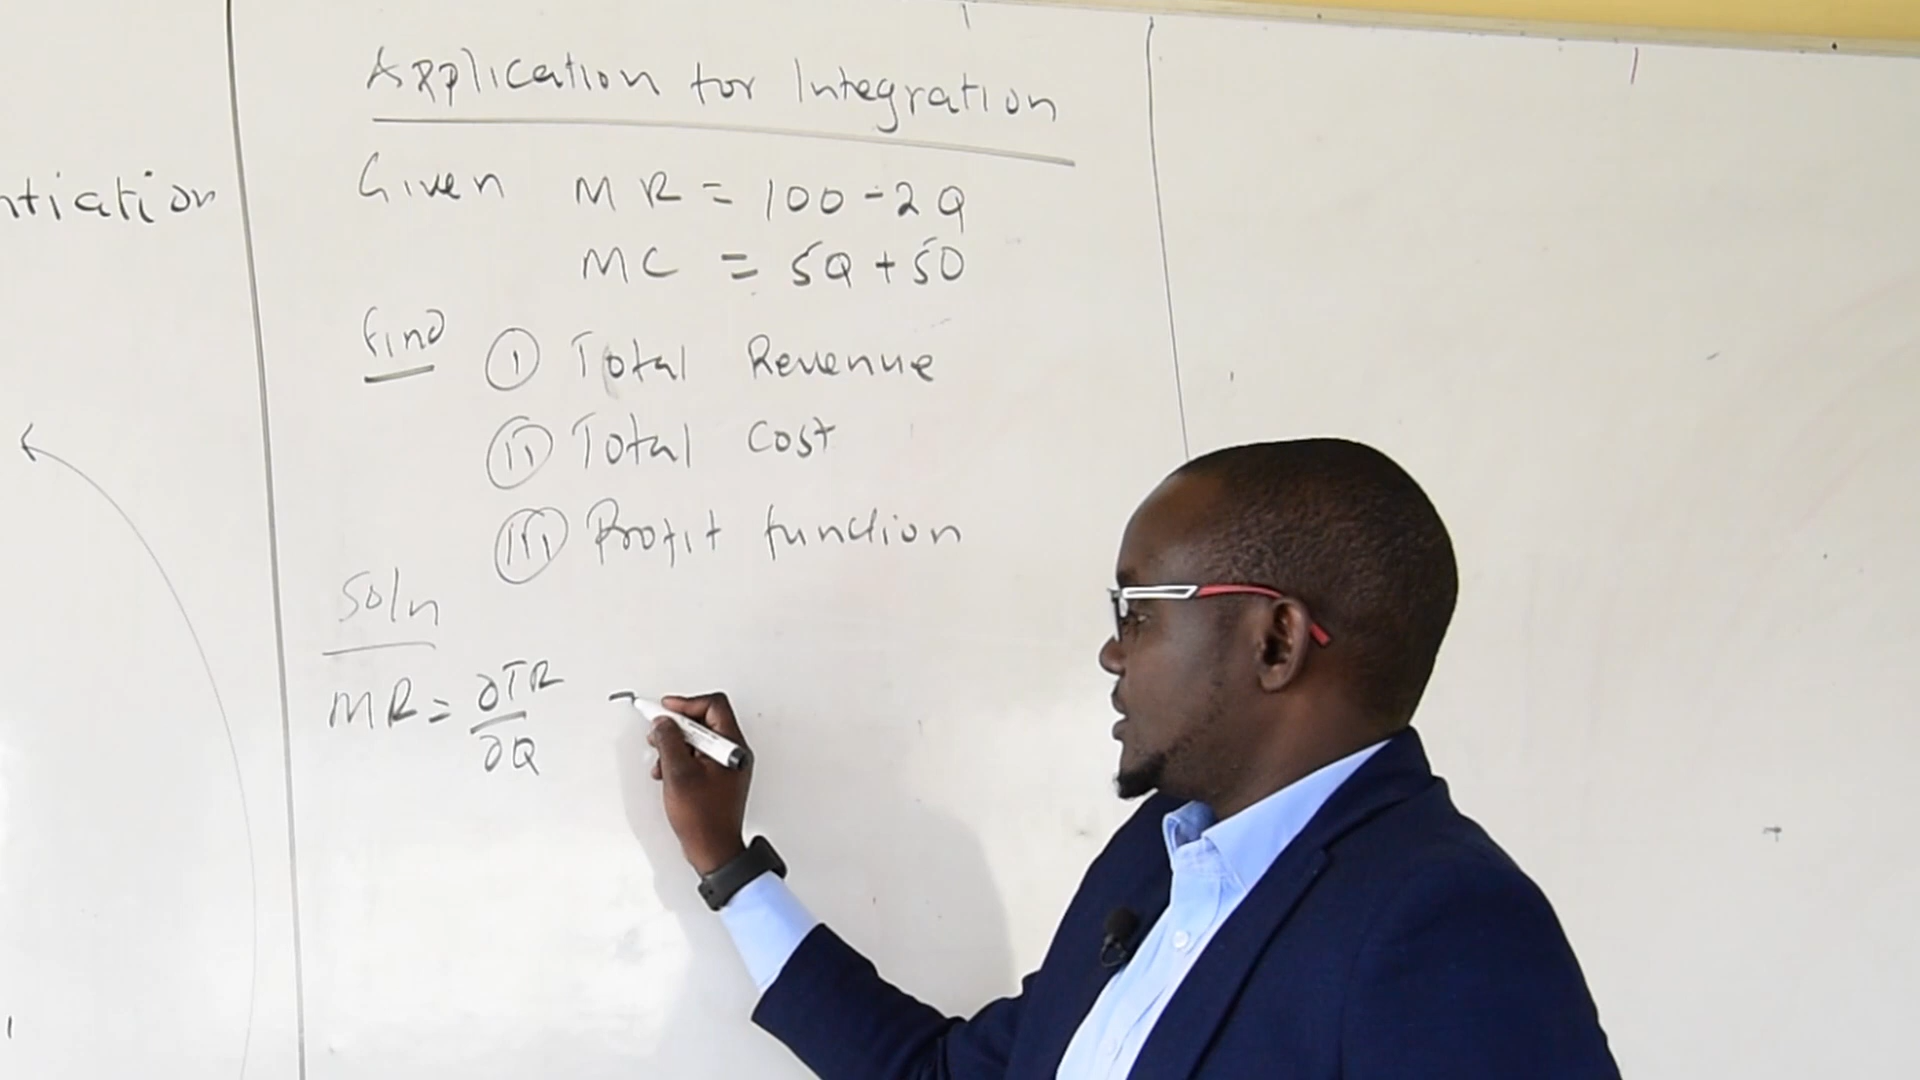 Application for Integration
ntiation
Given MR = 100 - 2Q
MC = 5Q + 50
find (i) Total Revenue
(ii) Total Cost
(iii) Profit function
Soln
MR = ∂TR
∂Q